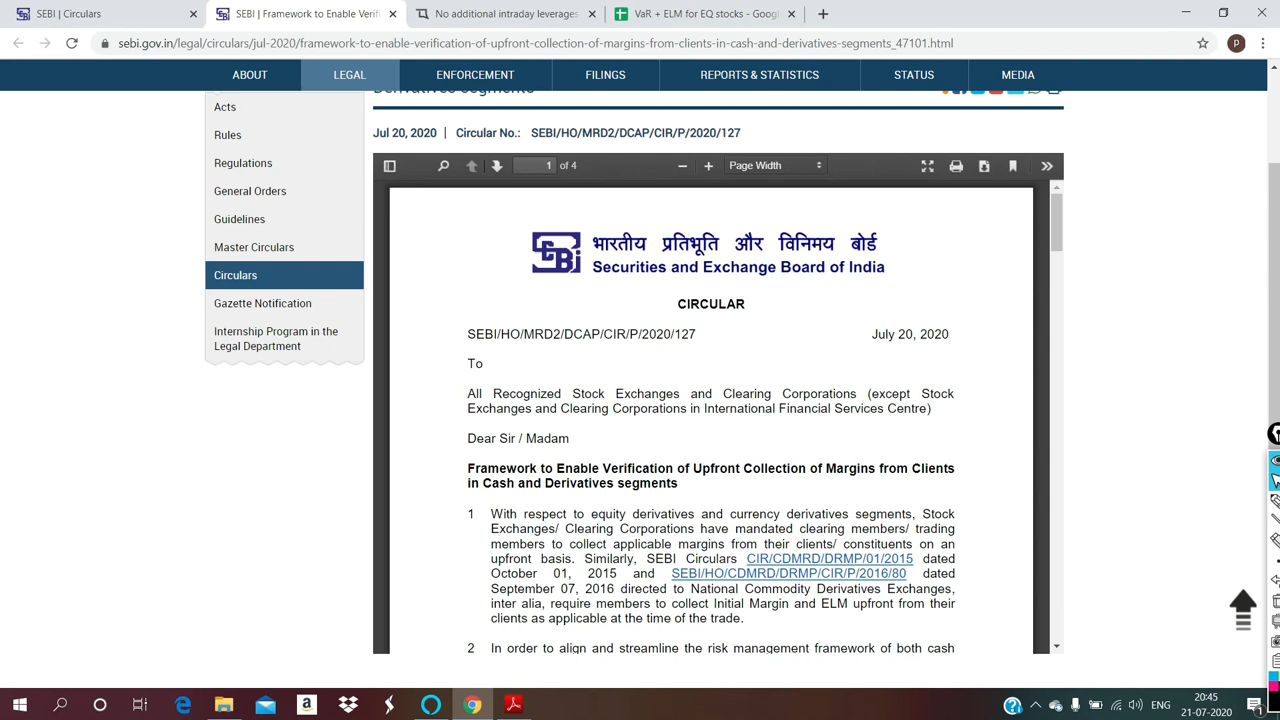 SEBI | Circulars
SEBI | Framework to Enable Verifi
No additional intraday leverages
VaR + ELM for EQ stocks - Goog
sebi.gov.in/legal/circulars/jul-2020/framework-to-enable-verification-of-upfront-collection-of-margins-from-clients-in-cash-and-derivatives-segments_47101.html
P
ABOUT LEGAL ENFORCEMENT FILINGS REPORTS & STATISTICS STATUS MEDIA
Derivatives segments
Acts
Rules
Regulations
General Orders
Guidelines
Master Circulars
Circulars
Gazette Notification
Internship Program in the
Legal Department
Jul 20, 2020 | Circular No.: SEBI/HO/MRD2/DCAP/CIR/P/2020/127
1 of 4 Page Width
भारतीय प्रतिभूति और विनिमय बोर्ड
Securities and Exchange Board of India
CIRCULAR
SEBI/HO/MRD2/DCAP/CIR/P/2020/127 July 20, 2020
To
All Recognized Stock Exchanges and Clearing Corporations (except Stock
Exchanges and Clearing Corporations in International Financial Services Centre)
Dear Sir / Madam
Framework to Enable Verification of Upfront Collection of Margins from Clients
in Cash and Derivatives segments
1 With respect to equity derivatives and currency derivatives segments, Stock
Exchanges/ Clearing Corporations have mandated clearing members/ trading
members to collect applicable margins from their clients/ constituents on an
upfront basis. Similarly, SEBI Circulars CIR/CDMRD/DRMP/01/2015 dated
October 01, 2015 and SEBI/HO/CDMRD/DRMP/CIR/P/2016/80 dated
September 07, 2016 directed to National Commodity Derivatives Exchanges,
inter alia, require members to collect Initial Margin and ELM upfront from their
clients as applicable at the time of the trade.
2 In order to align and streamline the risk management framework of both cash
ENG
20:45
21-07-2020